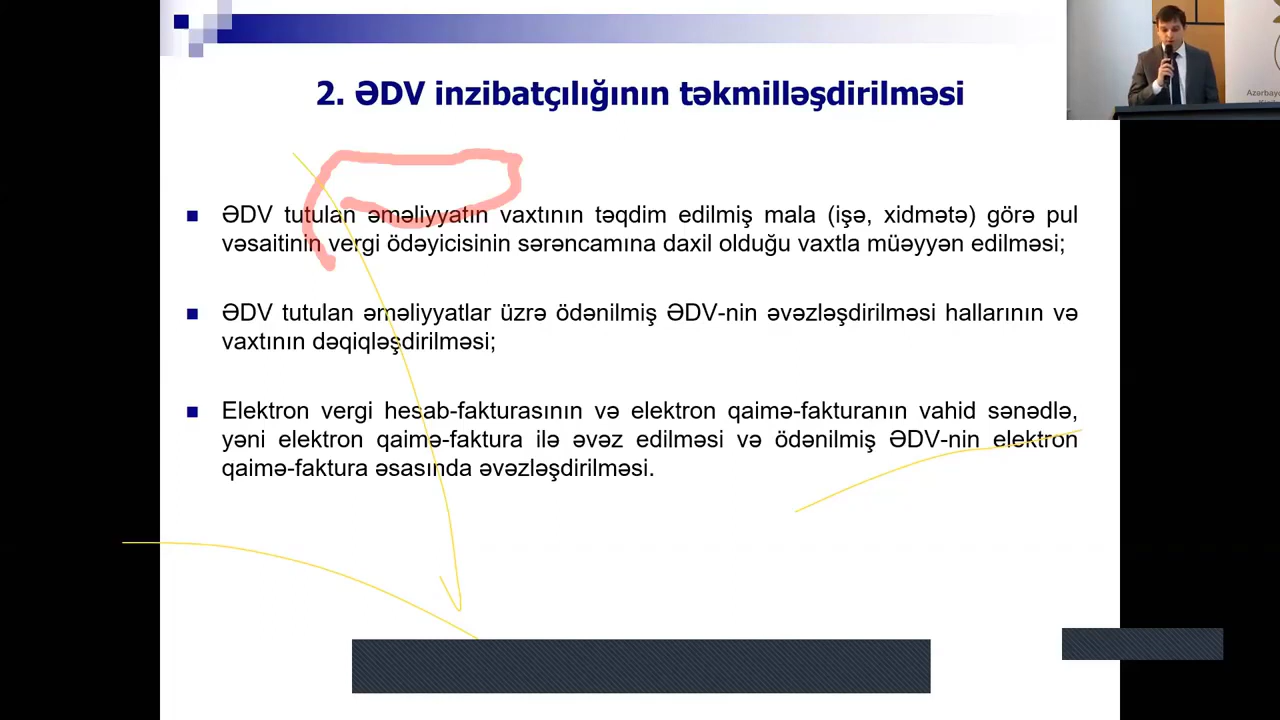 2. ƏDV inzibatçılığının təkmilləşdirilməsi
ƏDV tutulan əməliyyatın vaxtının təqdim edilmiş mala (işə, xidmətə) görə pul
vəsaitinin vergi ödəyicisinin sərəncamına daxil olduğu vaxtla müəyyən edilməsi;
ƏDV tutulan əməliyyatlar üzrə ödənilmiş ƏDV-nin əvəzləşdirilməsi hallarının və
vaxtının dəqiqləşdirilməsi;
Elektron vergi hesab-fakturasının və elektron qaimə-fakturanın vahid sənədlə,
yəni elektron qaimə-faktura ilə əvəz edilməsi və ödənilmiş ƏDV-nin elektron
qaimə-faktura əsasında əvəzləşdirilməsi.